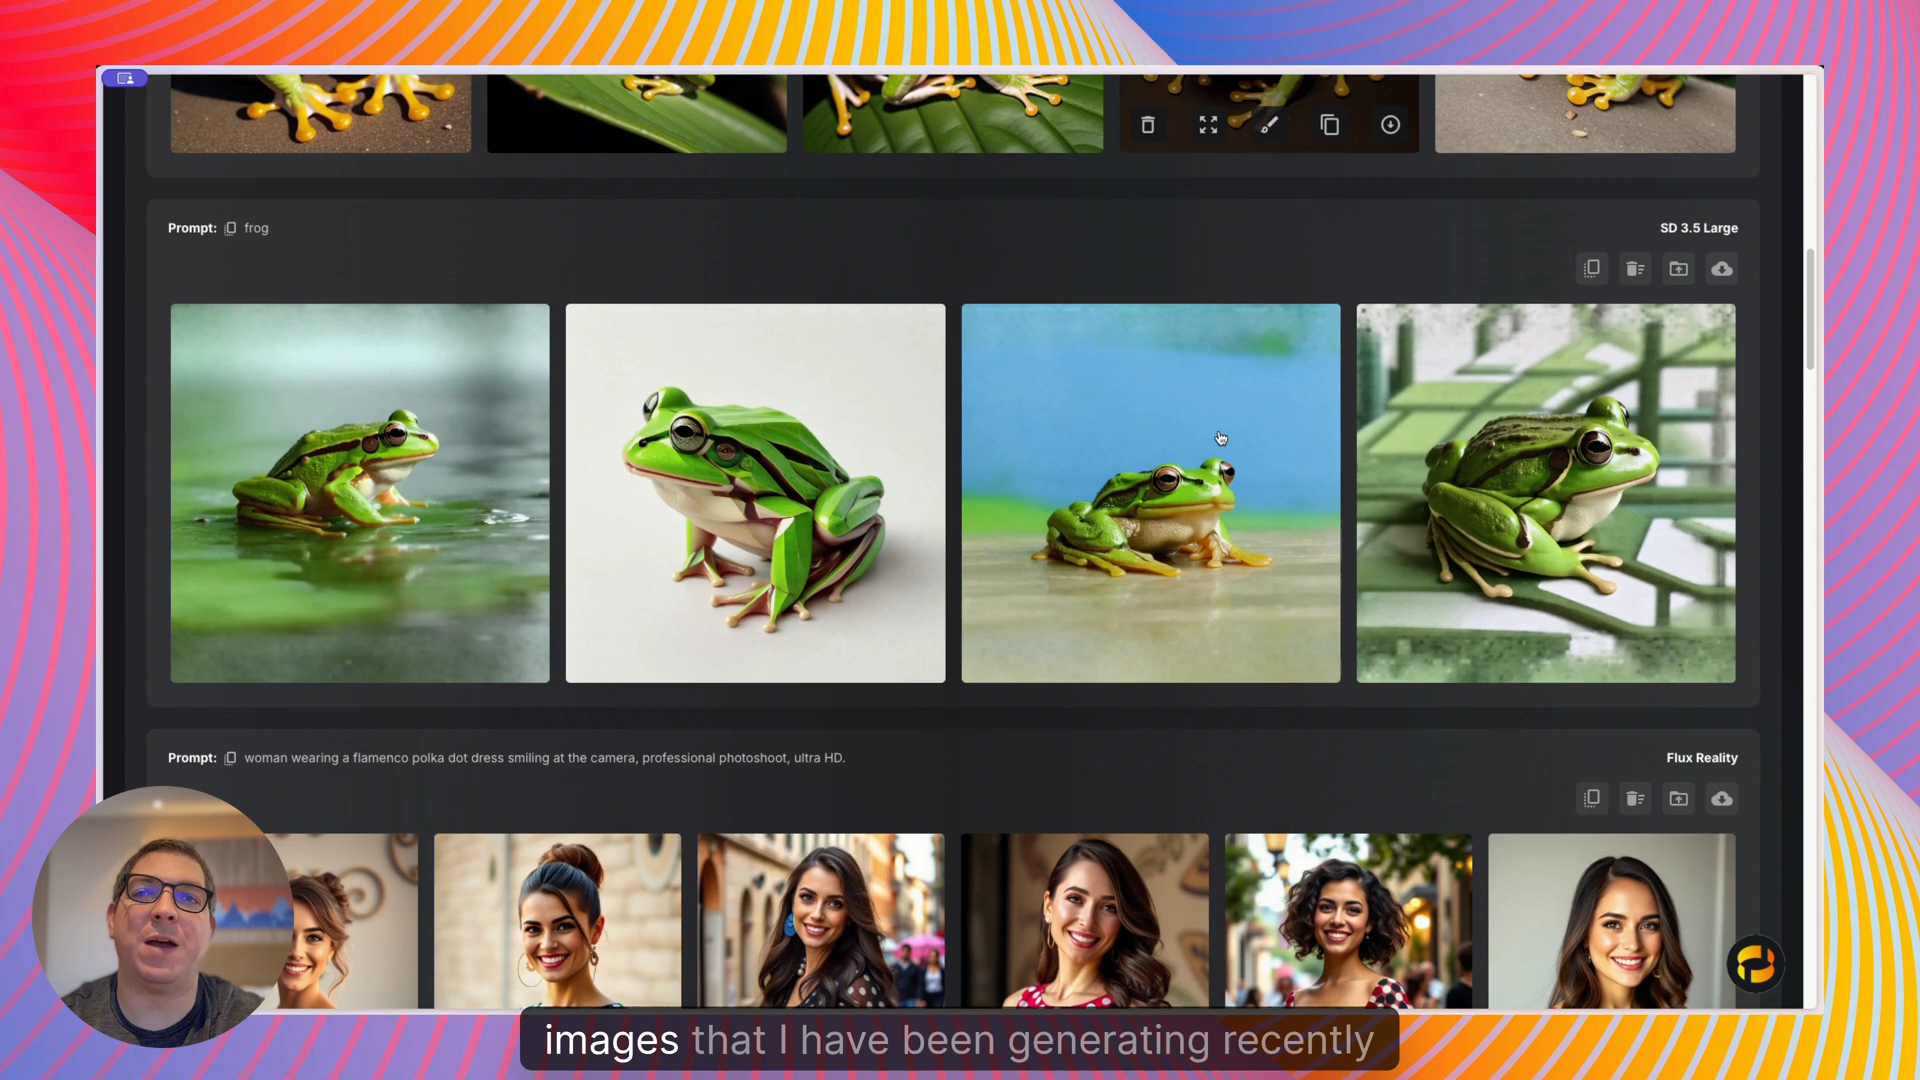 Prompt: frog
SD 3.5 Large
Prompt: woman wearing a flamenco polka dot dress smiling at the camera, professional photoshoot, ultra HD.
Flux Reality
images that I have been generating recently